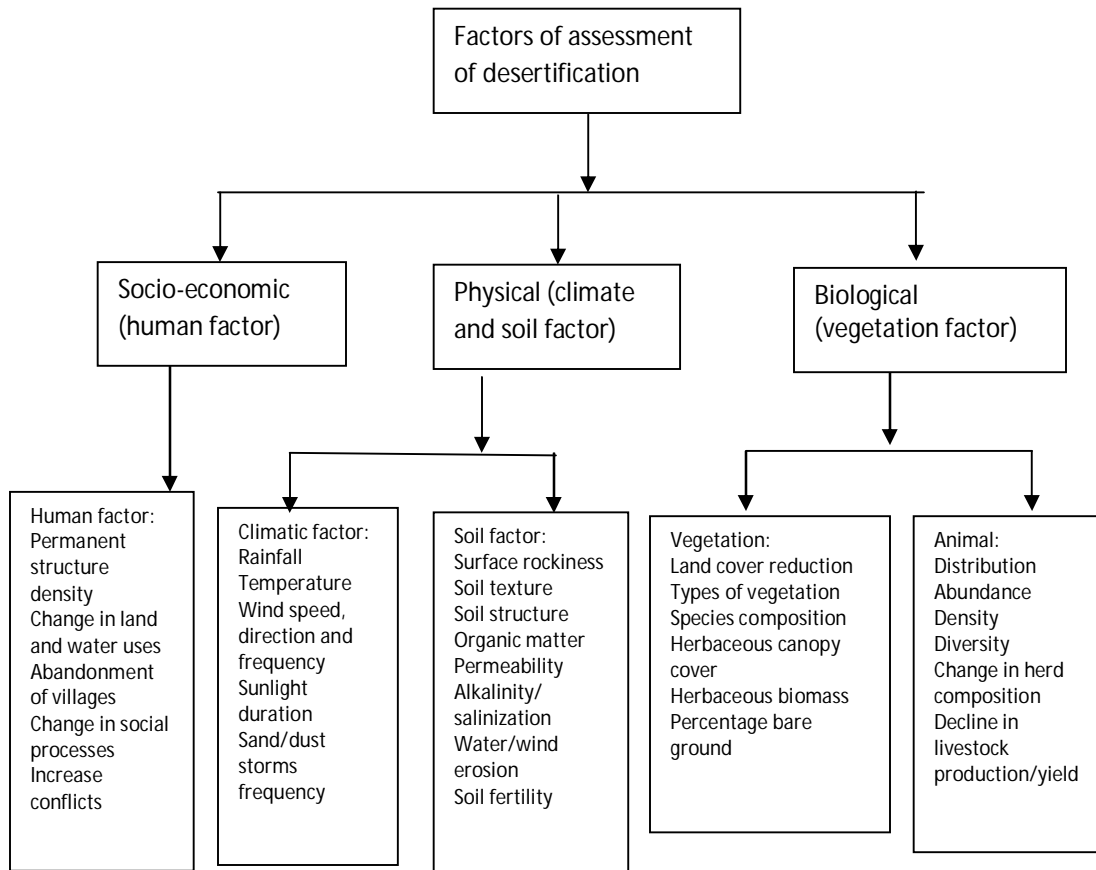 Factors of assessment
of desertification
Socio-economic
(human factor)
Physical (climate
and soil factor)
Biological
(vegetation factor)
Human factor:
Permanent
structure
density
Change in land
and water uses
Abandonment
of villages
Change in social
processes
Increase
conflicts
Climatic factor:
Rainfall
Temperature
Wind speed,
direction and
frequency
Sunlight
duration
Sand/dust
storms
frequency
Soil factor:
Surface rockiness
Soil texture
Soil structure
Organic matter
Permeability
Alkalinity/
salinization
Water/wind
erosion
Soil fertility
Vegetation:
Land cover reduction
Types of vegetation
Species composition
Herbaceous canopy
cover
Herbaceous biomass
Percentage bare
ground
Animal:
Distribution
Abundance
Density
Diversity
Change in herd
composition
Decline in
livestock
production/yield